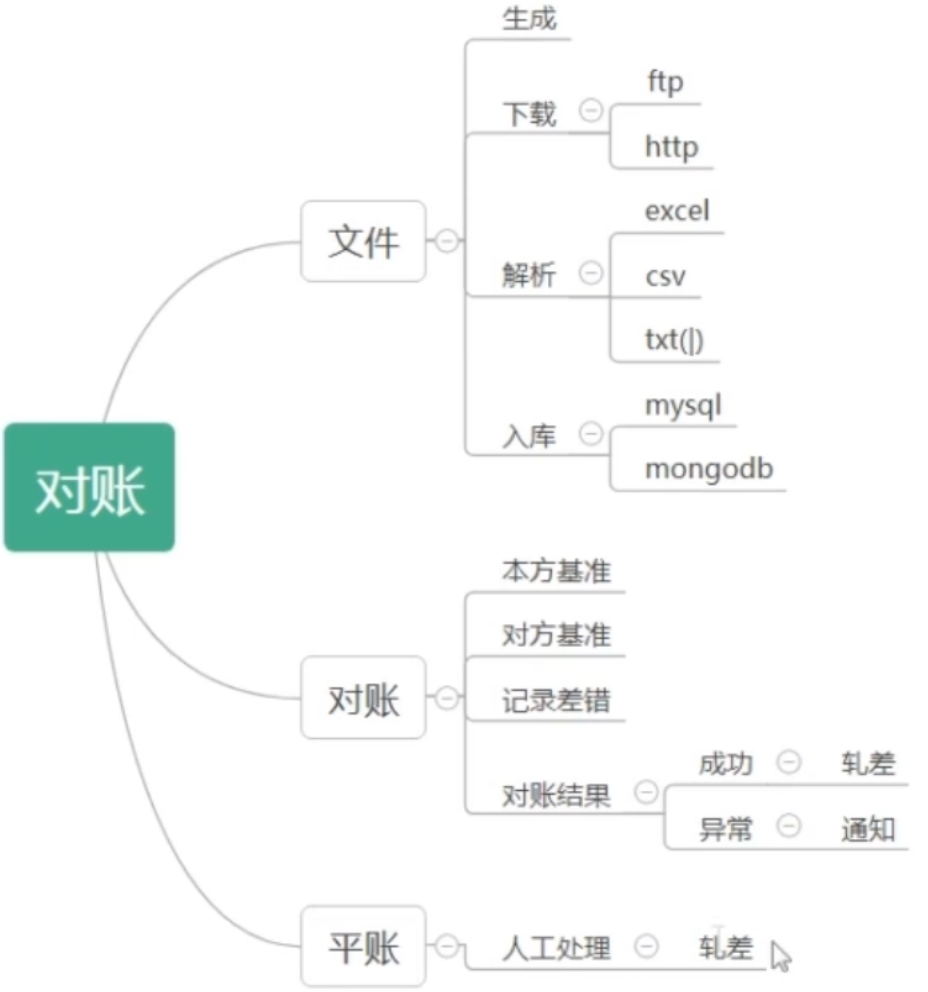 对账
文件
生成
下载
ftp
http
解析
excel
csv
txt(|)
入库
mysql
mongodb
对账
本方基准
对方基准
记录差错
对账结果
成功
轧差
异常
通知
平账
人工处理
轧差